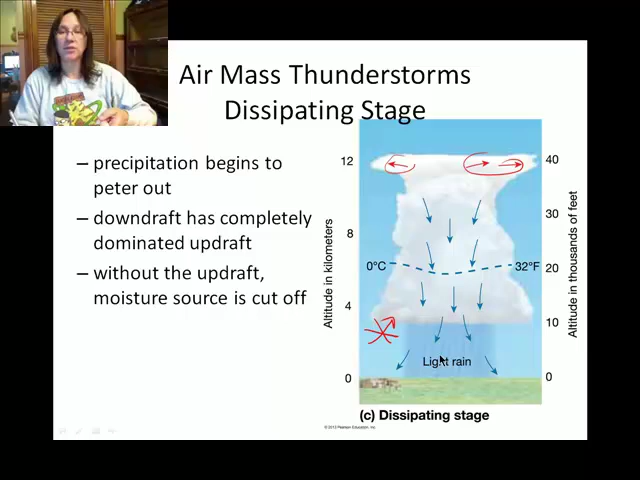 Air Mass Thunderstorms
Dissipating Stage
– precipitation begins to
peter out
– downdraft has completely
dominated updraft
– without the updraft,
moisture source is cut off
Altitude in kilometers
12
8
4
0
0°C
32°F
40
30
20
10
0
Altitude in thousands of feet
Light rain
(c) Dissipating stage
© 2013 Pearson Education, Inc.